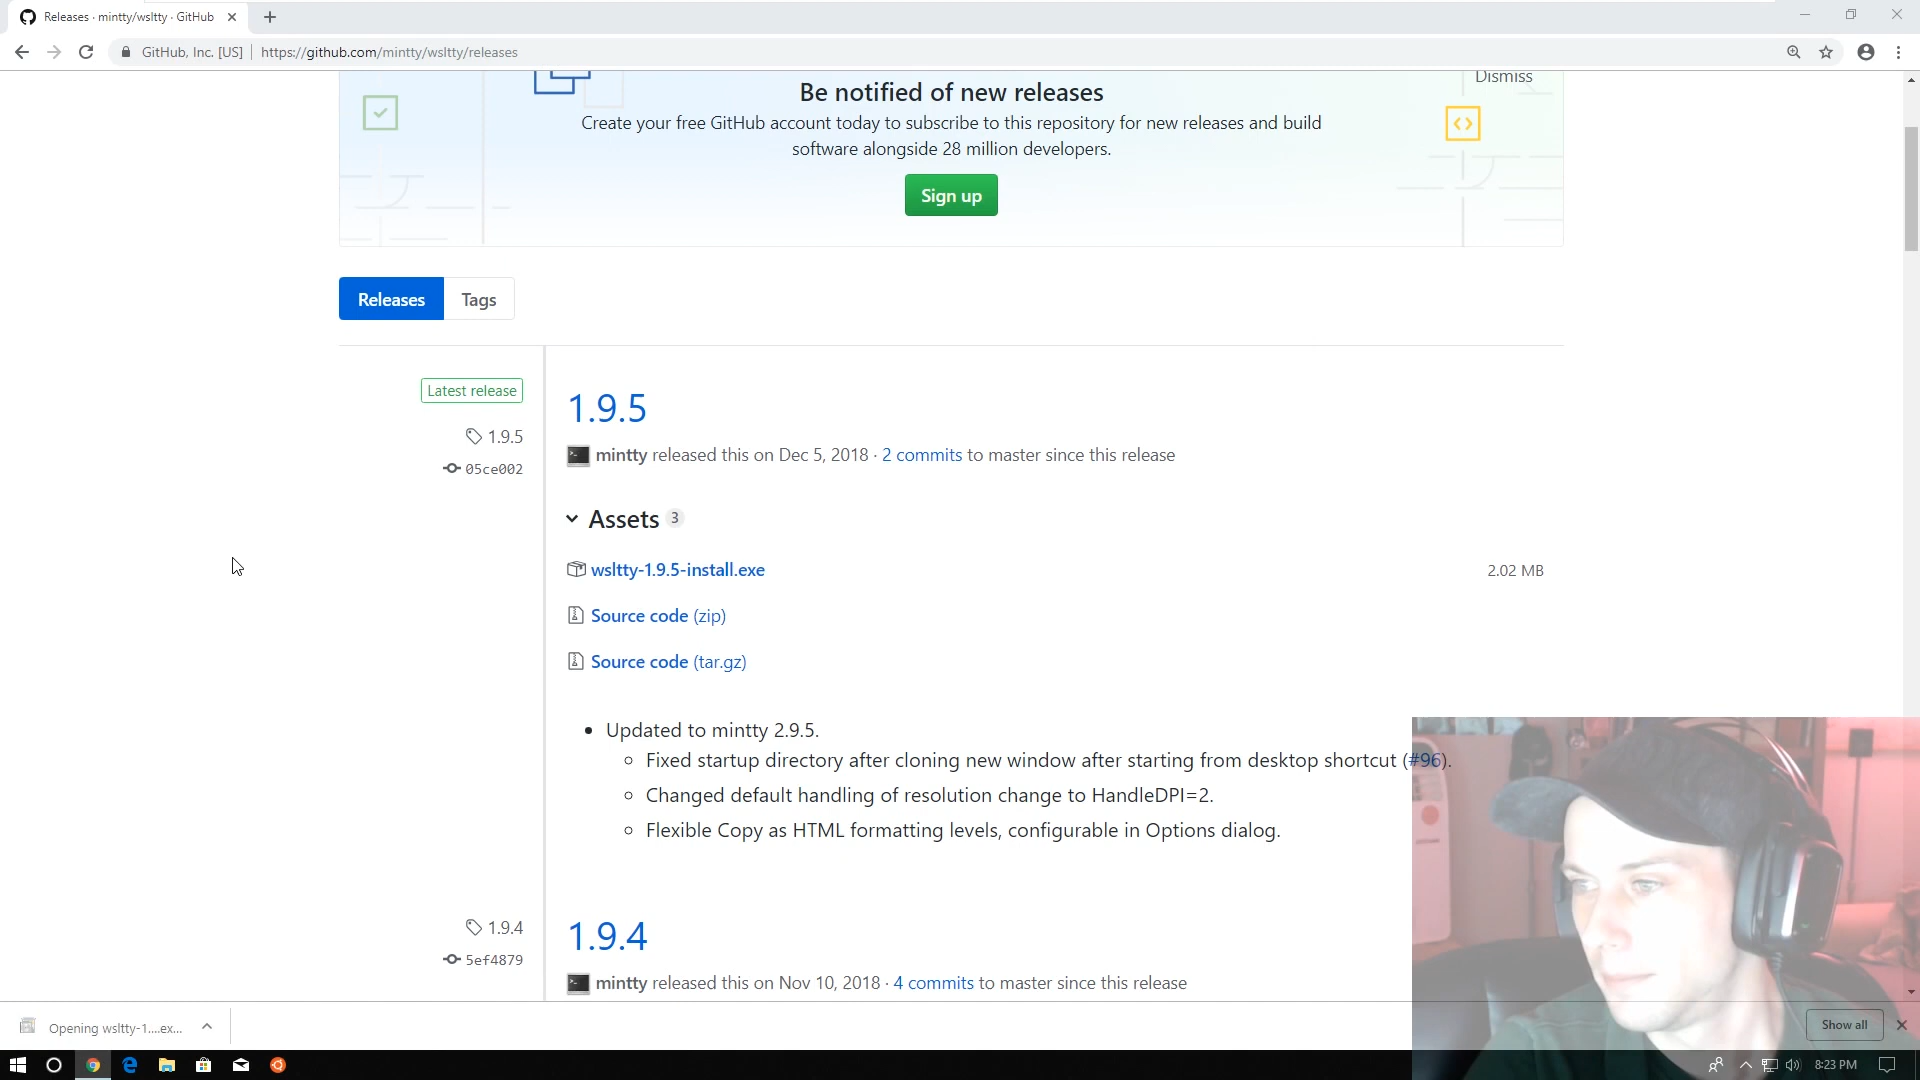 Releases · mintty/wsltty · GitHub
GitHub, Inc. [US] | https://github.com/mintty/wsltty/releases
Dismiss
Be notified of new releases
Create your free GitHub account today to subscribe to this repository for new releases and build
software alongside 28 million developers.
Sign up
Releases
Tags
Latest release
1.9.5
05ce002
1.9.5
mintty released this on Dec 5, 2018 · 2 commits to master since this release
Assets 3
wsltty-1.9.5-install.exe
2.02 MB
Source code (zip)
Source code (tar.gz)
• Updated to mintty 2.9.5.
◦ Fixed startup directory after cloning new window after starting from desktop shortcut (#96).
◦ Changed default handling of resolution change to HandleDPI=2.
◦ Flexible Copy as HTML formatting levels, configurable in Options dialog.
1.9.4
5ef4879
1.9.4
mintty released this on Nov 10, 2018 · 4 commits to master since this release
Opening wsltty-1....ex...
Show all
8:23 PM